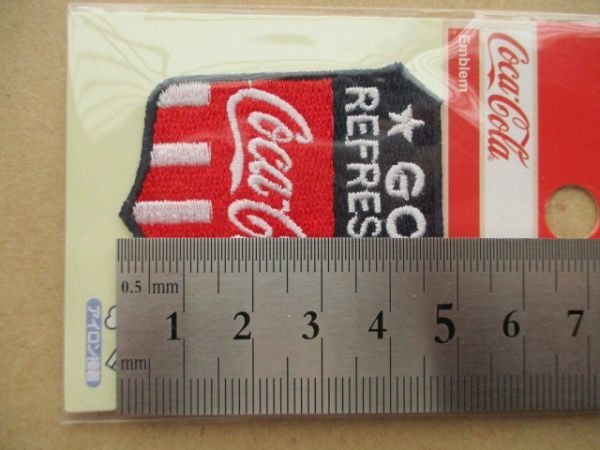 Coca-Cola
Emblem
GO
REFRES
Coca-C
0.5 mm
1 2 3 4 5 6 7
mm
アイロン接着